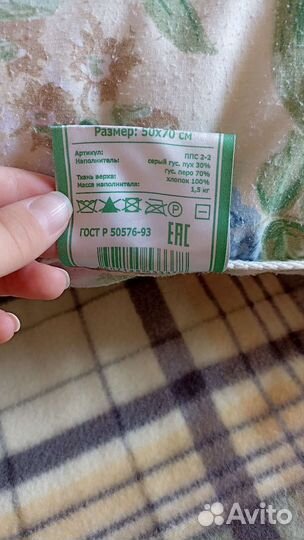 Размер: 50х70 см
Артикул: ППС 2-2
Наполнитель: серый гус. пух 30%
гус. перо 70%
Ткань верха: хлопок 100%
Масса наполнителя: 1,5 кг
P
ГОСТ Р 50576-93
EAC
Avito